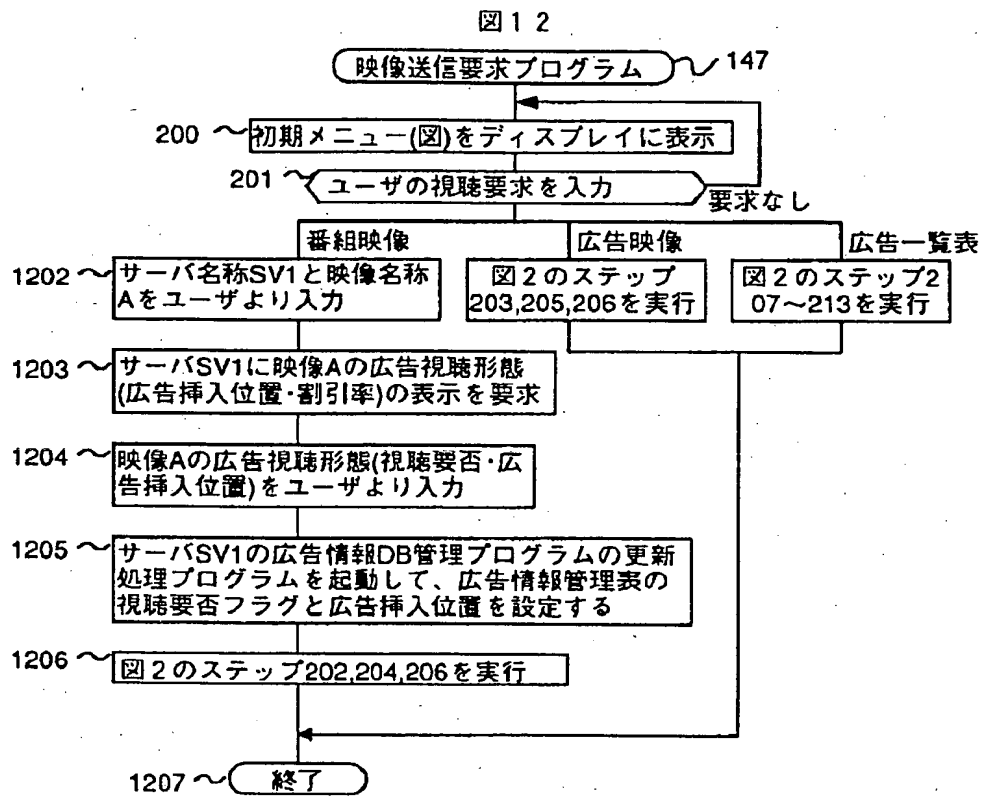 図12
映像送信要求プログラム 147
200 初期メニュー(図)をディスプレイに表示
201 ユーザの視聴要求を入力
要求なし
番組映像
広告映像
広告一覧表
1202 サーバ名称SV1と映像名称
Aをユーザより入力
図2のステップ
203,205,206を実行
図2のステップ2
07~213を実行
1203 サーバSV1に映像Aの広告視聴形態
(広告挿入位置・割引率)の表示を要求
1204 映像Aの広告視聴形態(視聴要否・広
告挿入位置)をユーザより入力
1205 サーバSV1の広告情報DB管理プログラムの更新
処理プログラムを起動して、広告情報管理表の
視聴要否フラグと広告挿入位置を設定する
1206 図2のステップ202,204,206を実行
1207 終了